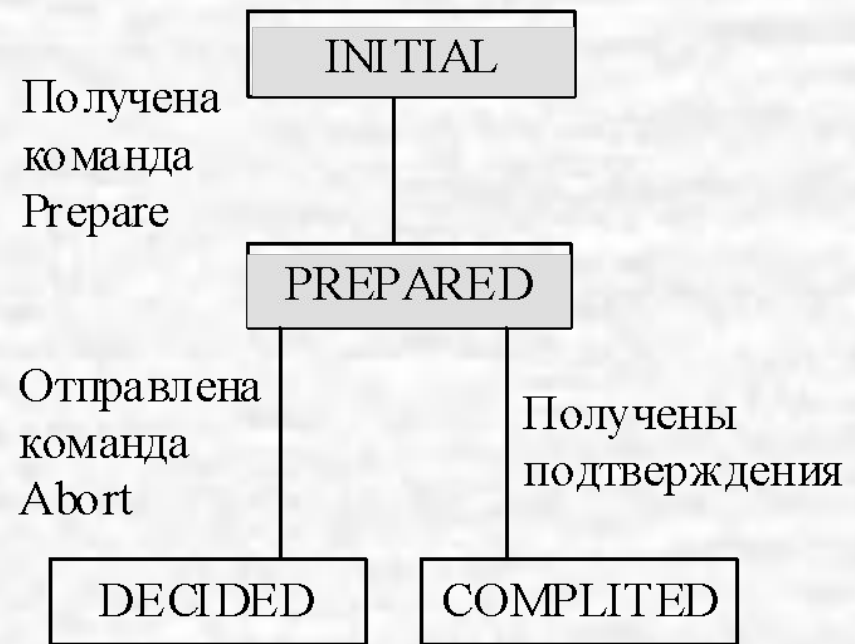 INITIAL
Получена
команда
Prepare
PREPARED
Отправлена
команда
Abort
Получены
подтверждения
DECIDED
COMPLITED